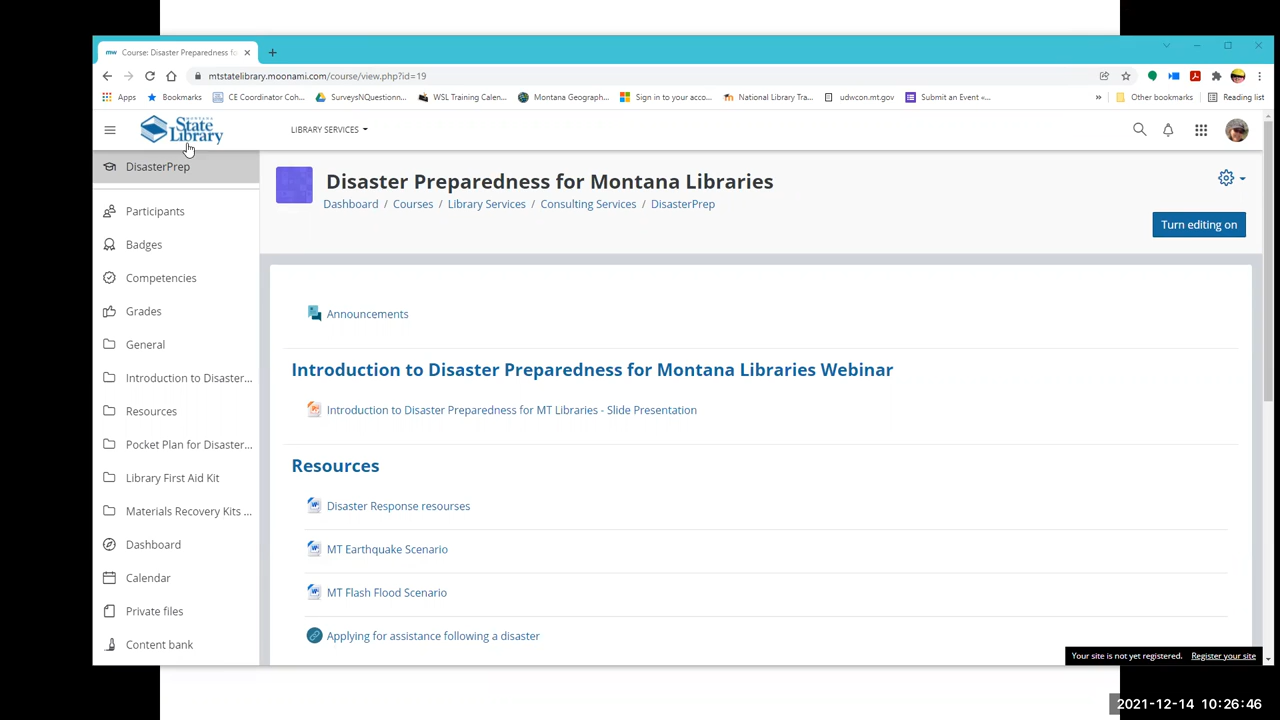 mw Course: Disaster Preparedness fo
mtstatelibrary.moonami.com/course/view.php?id=19
Apps Bookmarks CE Coordinator Coh... SurveysNQuestionn... WSL Training Calen... Montana Geograph... Sign in to your acco... National Library Tra... udwcon.mt.gov Submit an Event «... » Other bookmarks Reading list
MONTANA
State Library
LIBRARY SERVICES
DisasterPrep
Participants
Badges
Competencies
Grades
General
Introduction to Disaster...
Resources
Pocket Plan for Disaster...
Library First Aid Kit
Materials Recovery Kits ...
Dashboard
Calendar
Private files
Content bank
Disaster Preparedness for Montana Libraries
Dashboard / Courses / Library Services / Consulting Services / DisasterPrep
Turn editing on
Announcements
Introduction to Disaster Preparedness for Montana Libraries Webinar
Introduction to Disaster Preparedness for MT Libraries - Slide Presentation
Resources
Disaster Response resourses
MT Earthquake Scenario
MT Flash Flood Scenario
Applying for assistance following a disaster
Your site is not yet registered. Register your site
2021-12-14 10:26:46